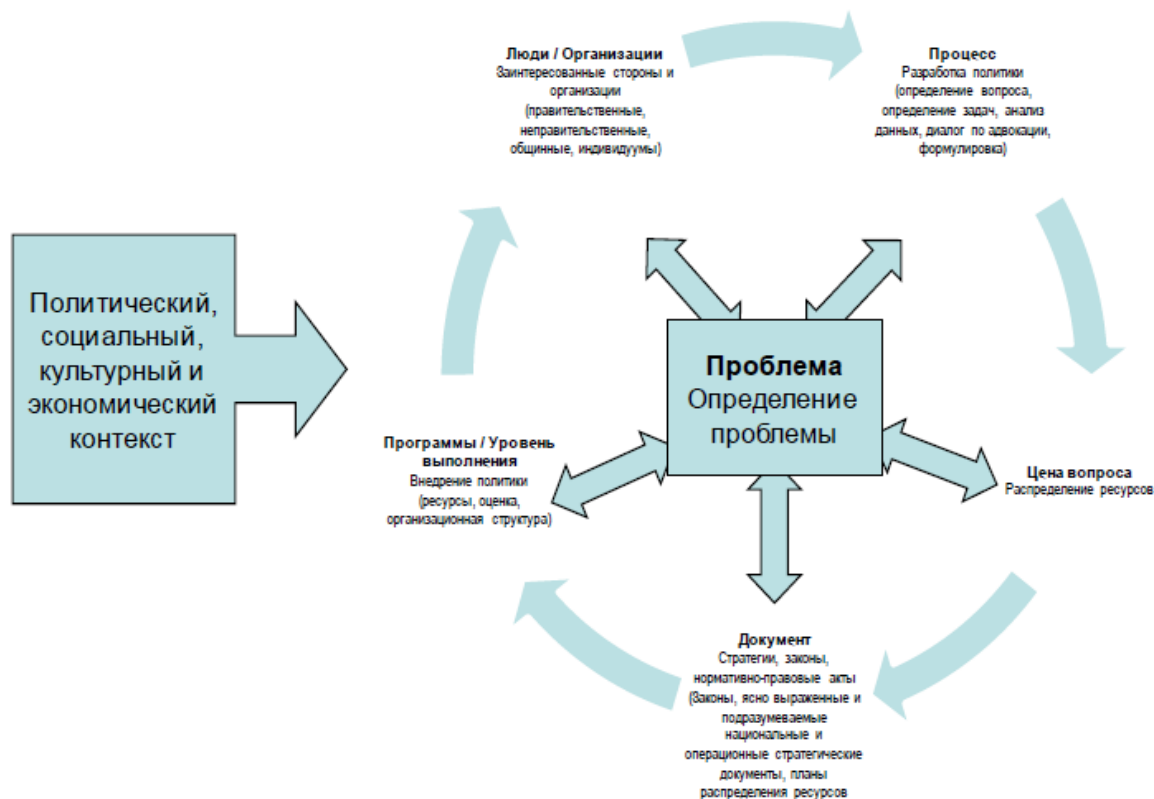 Люди / Организации
Заинтересованные стороны и
организации
(правительственные,
неправительственные,
общинные, индивидуумы)
Процесс
Разработка политики
(определение вопроса,
определение задач, анализ
данных, диалог по адвокации,
формулировка)
Политический,
социальный,
культурный и
экономический
контекст
Проблема
Определение
проблемы
Программы / Уровень
выполнения
Внедрение политики
(ресурсы, оценка,
организационная структура)
Цена вопроса
Распределение ресурсов
Документ
Стратегии, законы,
нормативно-правовые акты
(Законы, ясно выраженные и
подразумеваемые
национальные и
операционные стратегические
документы, планы
распределения ресурсов